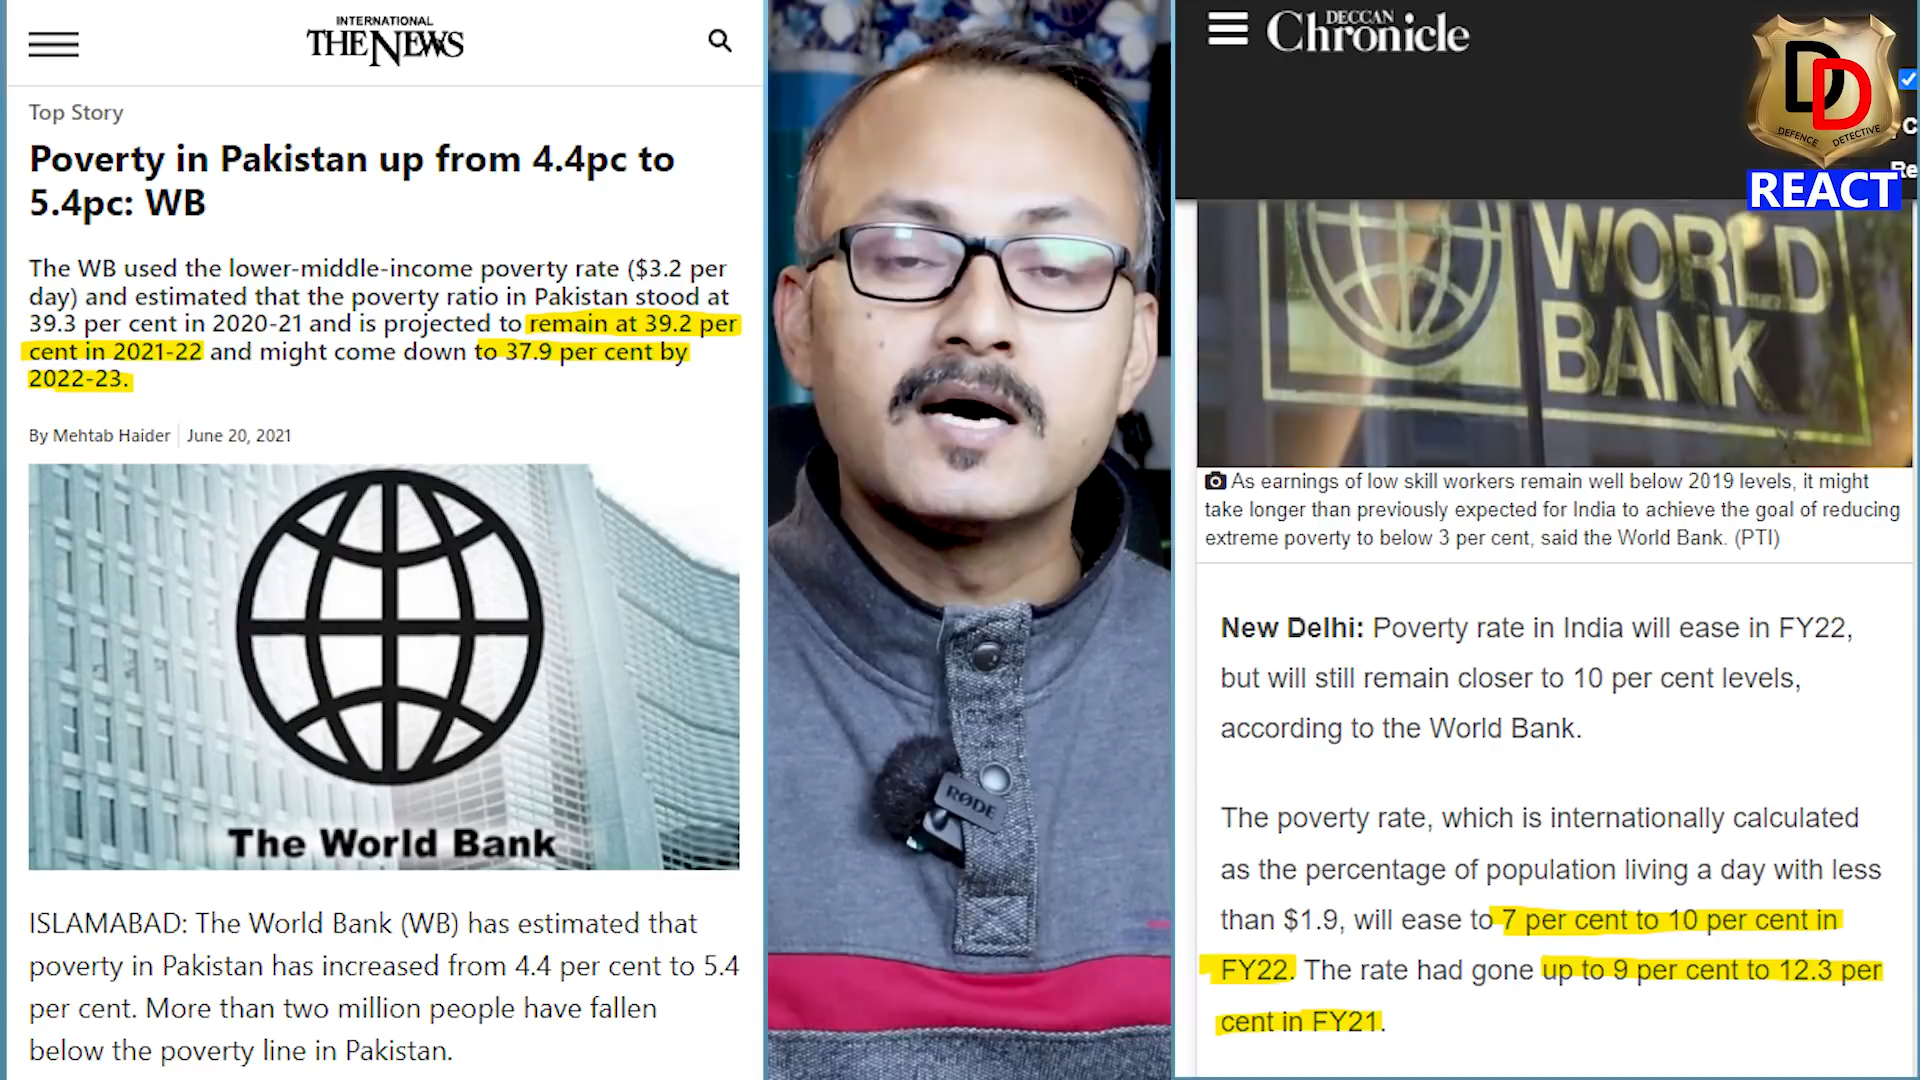 INTERNATIONAL
THE NEWS
Top Story
Poverty in Pakistan up from 4.4pc to
5.4pc: WB
The WB used the lower-middle-income poverty rate ($3.2 per
day) and estimated that the poverty ratio in Pakistan stood at
39.3 per cent in 2020-21 and is projected to remain at 39.2 per
cent in 2021-22 and might come down to 37.9 per cent by
2022-23.
By Mehtab Haider June 20, 2021
The World Bank
ISLAMABAD: The World Bank (WB) has estimated that
poverty in Pakistan has increased from 4.4 per cent to 5.4
per cent. More than two million people have fallen
below the poverty line in Pakistan.
RØDE
DECCAN
Chronicle
DD
DEFENCE DETECTIVE
REACT
C
Re
WORLD
BANK
As earnings of low skill workers remain well below 2019 levels, it might
take longer than previously expected for India to achieve the goal of reducing
extreme poverty to below 3 per cent, said the World Bank. (PTI)
New Delhi: Poverty rate in India will ease in FY22,
but will still remain closer to 10 per cent levels,
according to the World Bank.
The poverty rate, which is internationally calculated
as the percentage of population living a day with less
than $1.9, will ease to 7 per cent to 10 per cent in
FY22. The rate had gone up to 9 per cent to 12.3 per
cent in FY21.